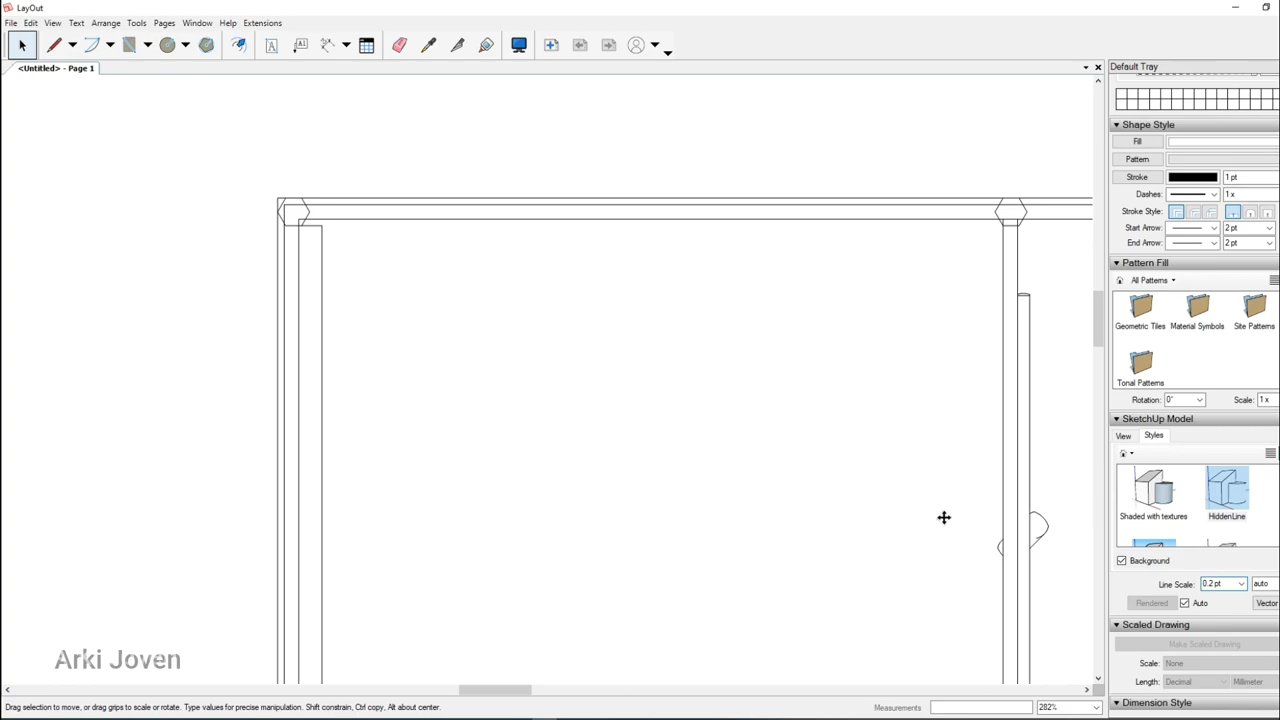 LayOut
File Edit View Text Arrange Tools Pages Window Help Extensions
<Untitled> - Page 1
Default Tray
Shape Style
Fill
Pattern
Stroke 1 pt
Dashes: 1 x
Stroke Style:
Start Arrow: 2 pt
End Arrow: 2 pt
Pattern Fill
All Patterns
Geometric Tiles Material Symbols Site Patterns
Tonal Patterns
Rotation: 0° Scale: 1 x
SketchUp Model
View Styles
Shaded with textures HiddenLine
Background
Line Scale: 0.2 pt auto
Rendered Auto Vector
Scaled Drawing
Make Scaled Drawing
Scale: None
Length: Decimal Millimeter
Dimension Style
Arki Joven
Drag selection to move, or drag grips to scale or rotate. Type values for precise manipulation. Shift constrain, Ctrl copy, Alt about center. Measurements 282%